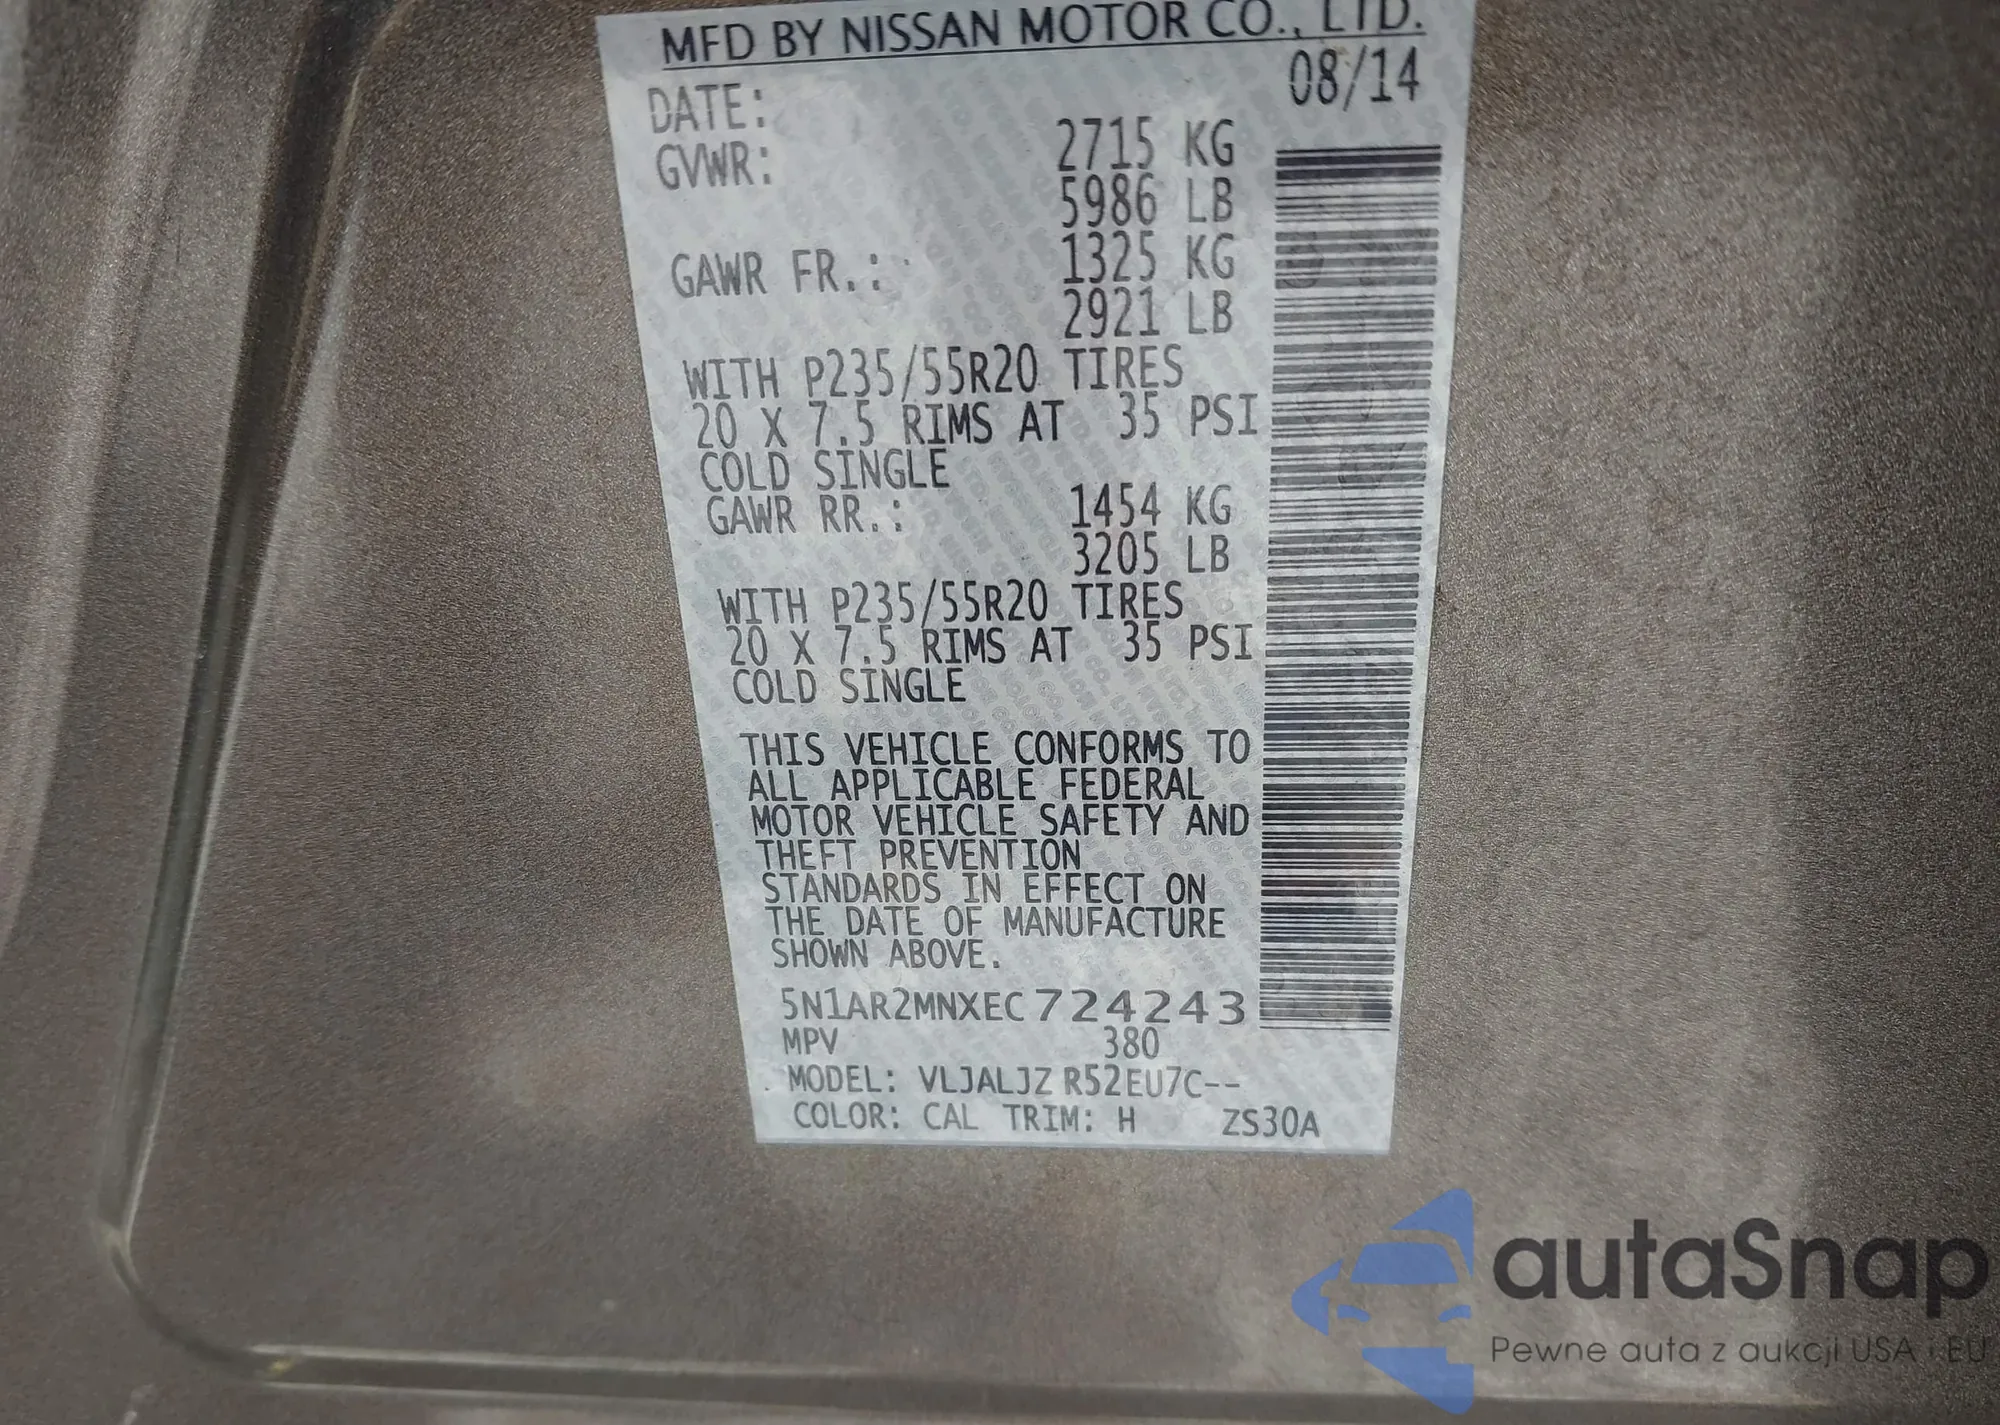 MFD BY NISSAN MOTOR CO., LTD.
DATE: 08/14
GVWR: 2715 KG
5986 LB
GAWR FR.: 1325 KG
2921 LB
WITH P235/55R20 TIRES
20 X 7.5 RIMS AT 35 PSI
COLD SINGLE
GAWR RR.: 1454 KG
3205 LB
WITH P235/55R20 TIRES
20 X 7.5 RIMS AT 35 PSI
COLD SINGLE
THIS VEHICLE CONFORMS TO
ALL APPLICABLE FEDERAL
MOTOR VEHICLE SAFETY AND
THEFT PREVENTION
STANDARDS IN EFFECT ON
THE DATE OF MANUFACTURE
SHOWN ABOVE.
5N1AR2MNXEC724243
MPV 380
MODEL: VLJALJZ R52EU7C--
COLOR: CAL TRIM: H ZS30A
autaSnap
Pewne auta z aukcji USA i EU